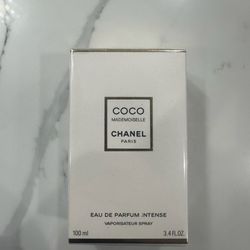 COCO
MADEMOISELLE
CHANEL
PARIS
EAU DE PARFUM INTENSE
VAPORISATEUR SPRAY
100 ml 3.4 FL.OZ.